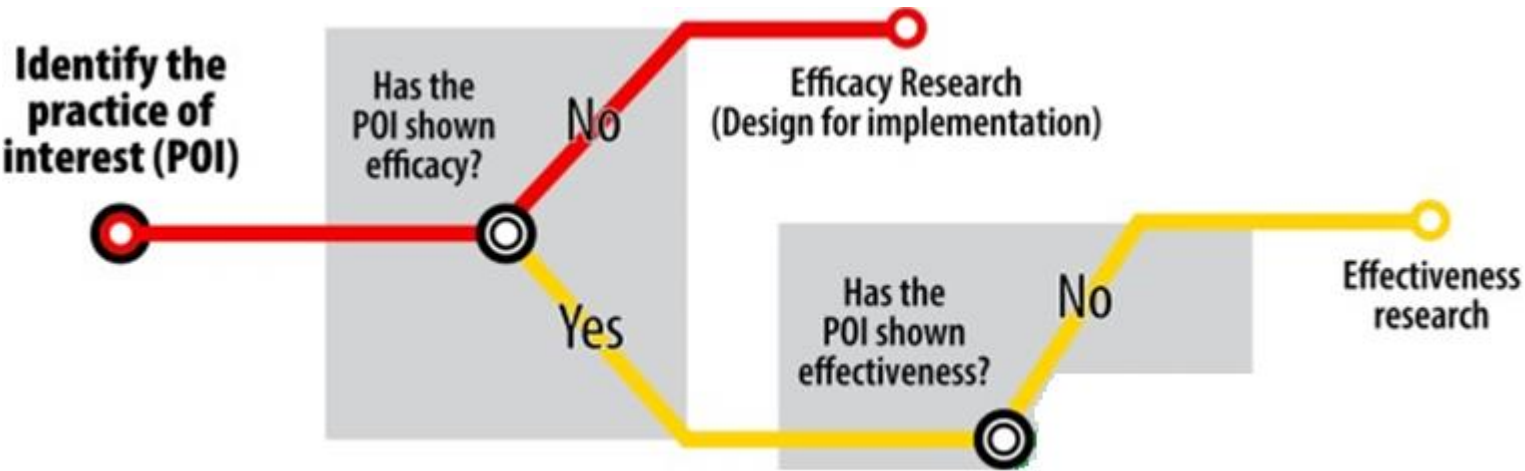 Identify the
practice of
interest (POI)
Has the
POI shown
efficacy?
No
Yes
Efficacy Research
(Design for implementation)
Has the
POI shown
effectiveness?
No
Effectiveness
research